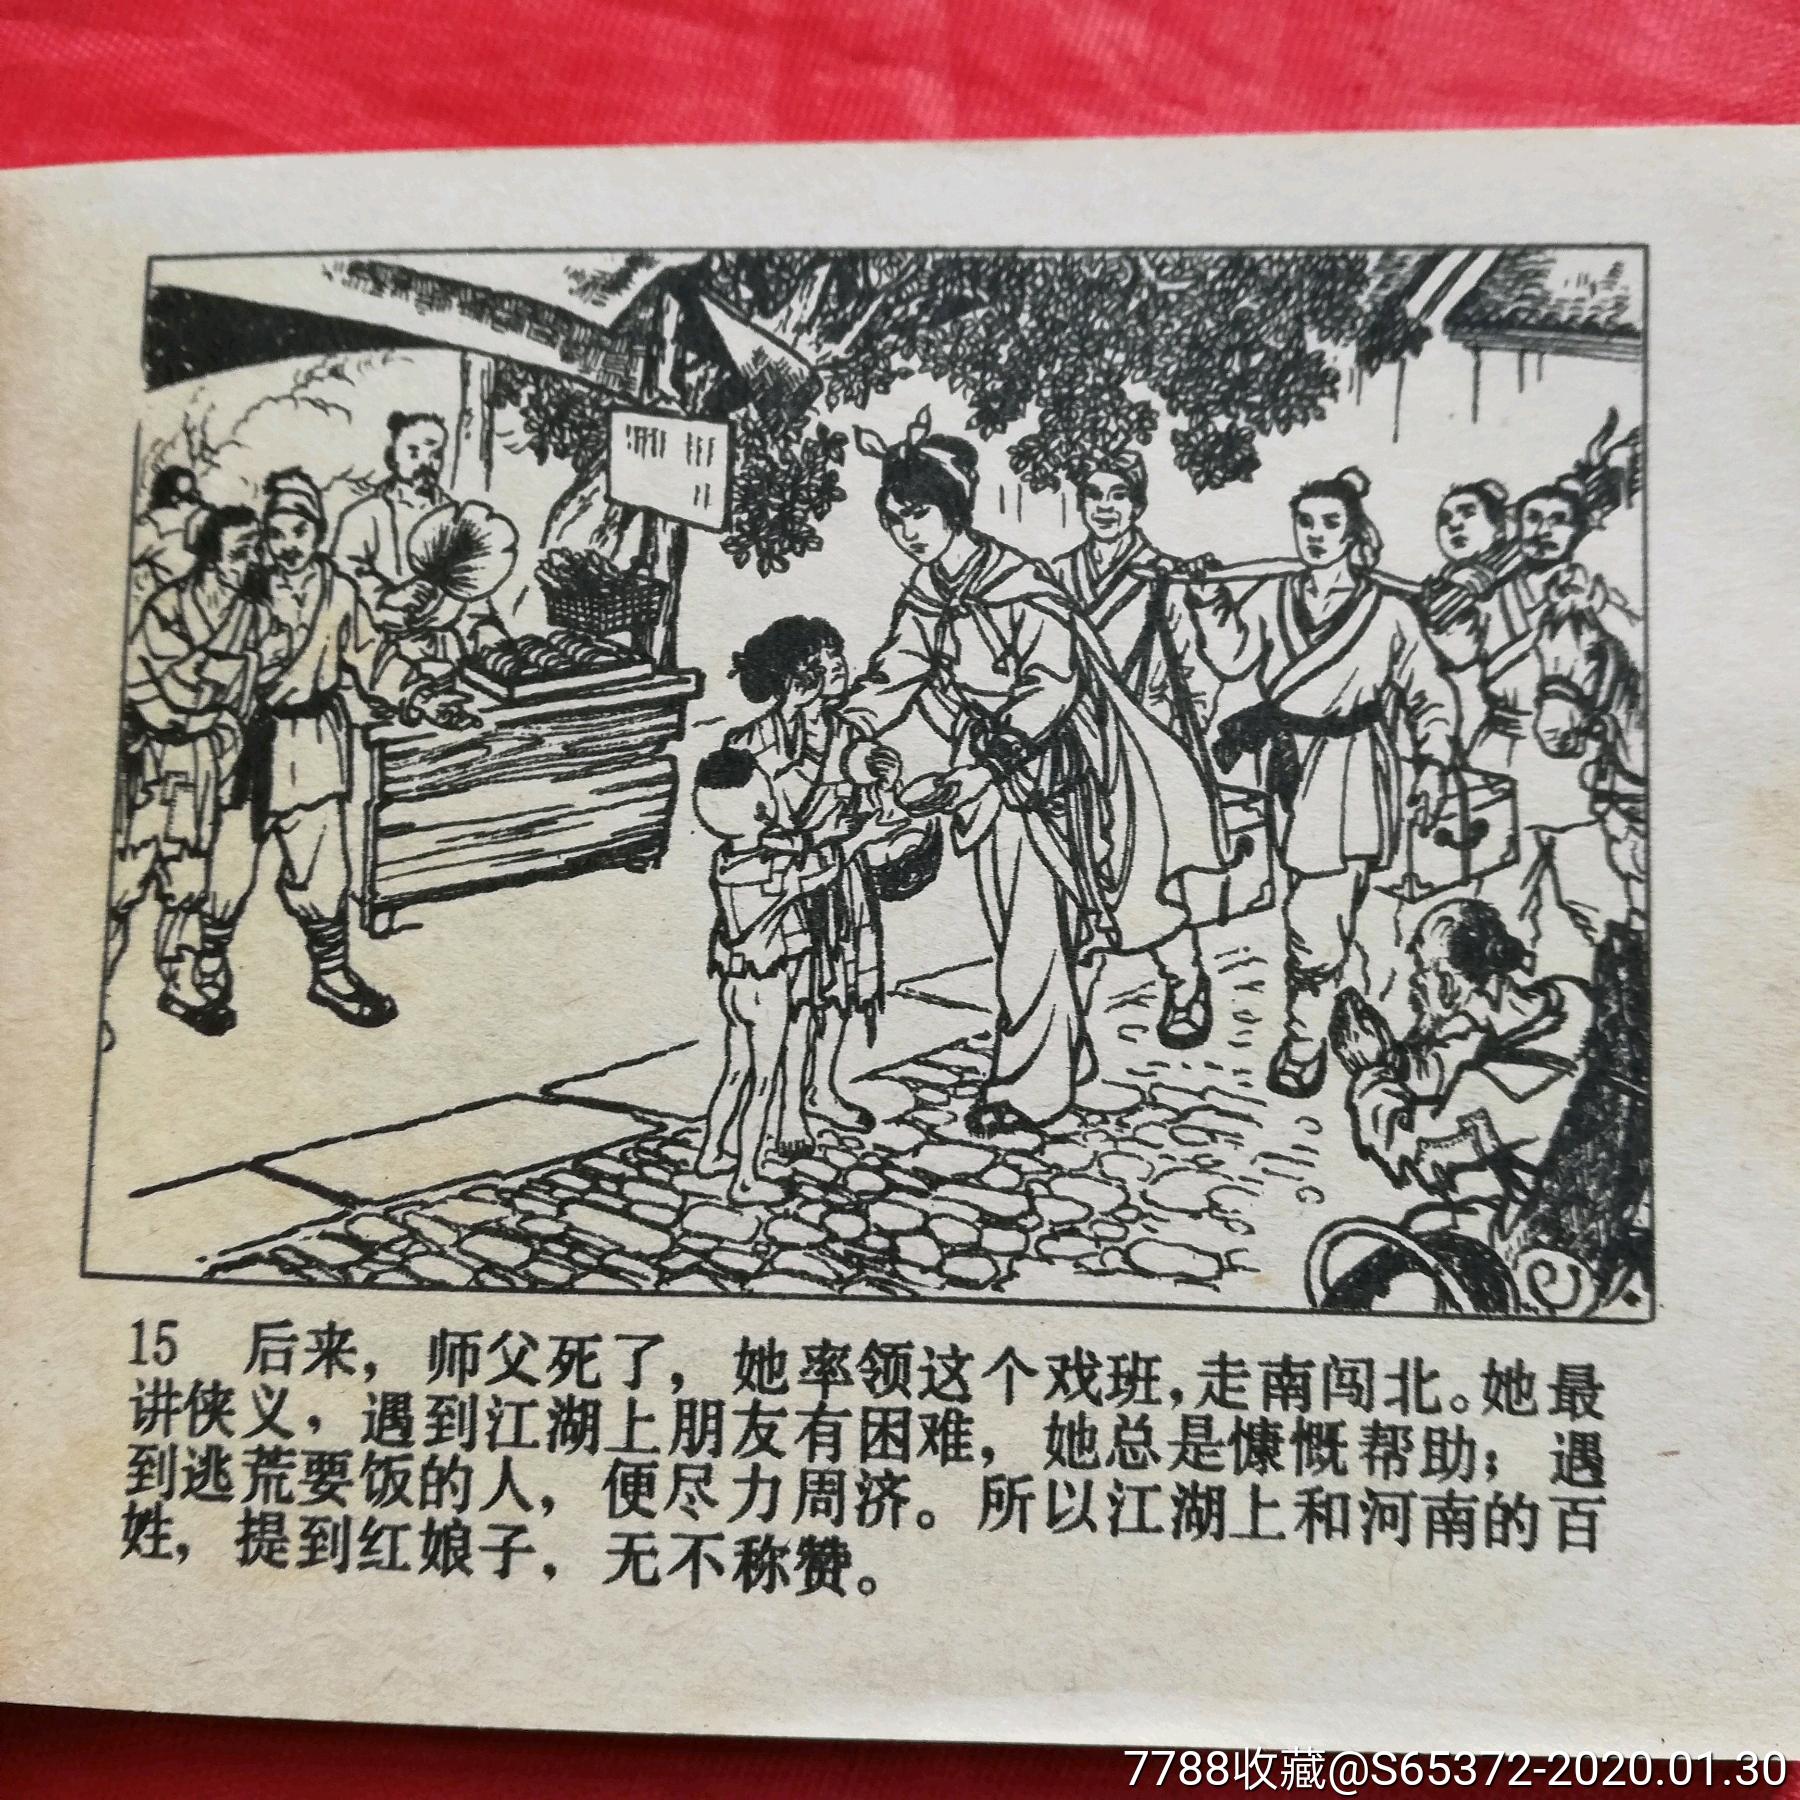 15 后来，师父死了，她率领这个戏班，走南闯北。她最
讲侠义，遇到江湖上朋友有困难，她总是慷慨帮助；遇
到逃荒要饭的人，便尽力周济。所以江湖上和河南的百
姓，提到红娘子，无不称赞。
7788收藏@S65372-2020.01.30